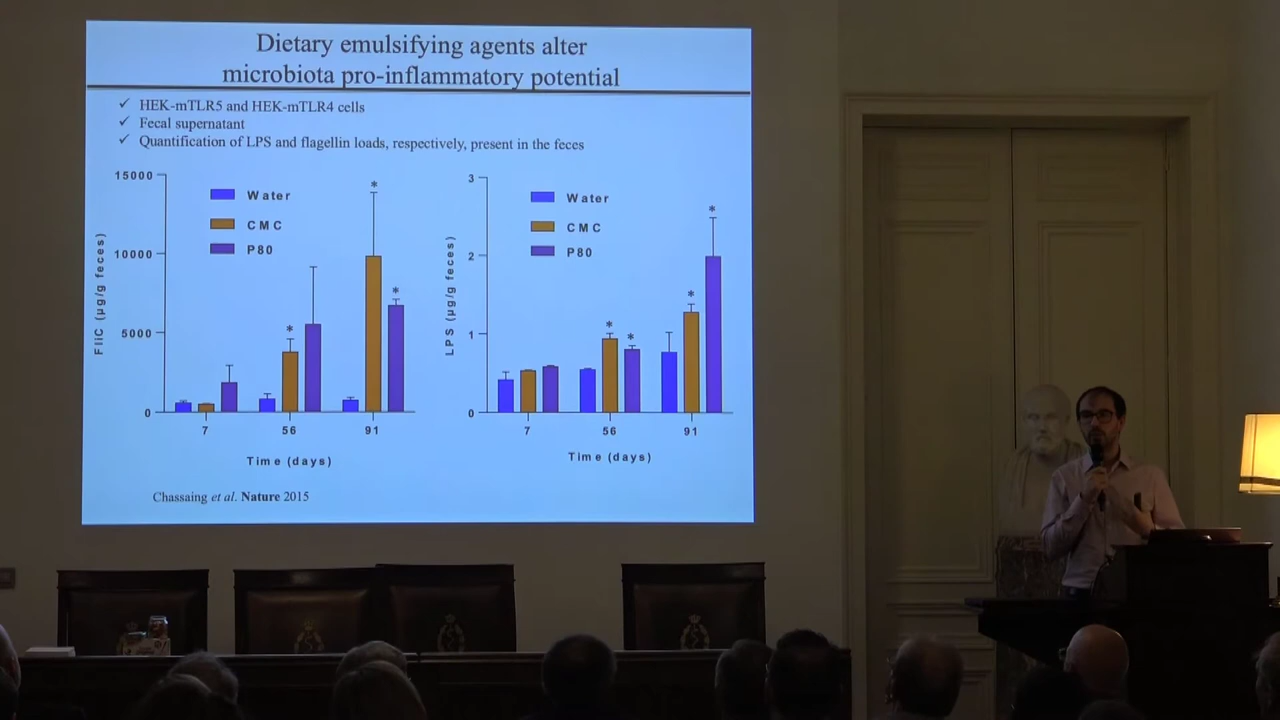 Dietary emulsifying agents alter
microbiota pro-inflammatory potential
✓ HEK-mTLR5 and HEK-mTLR4 cells
✓ Fecal supernatant
✓ Quantification of LPS and flagellin loads, respectively, present in the feces
FliC (µg/g feces)
15000
10000
5000
0
Water
CMC
P80
*
*
*
7 56 91
Time (days)
LPS (µg/g feces)
3
2
1
0
Water
CMC
P80
*
*
*
*
7 56 91
Time (days)
Chassaing et al. Nature 2015